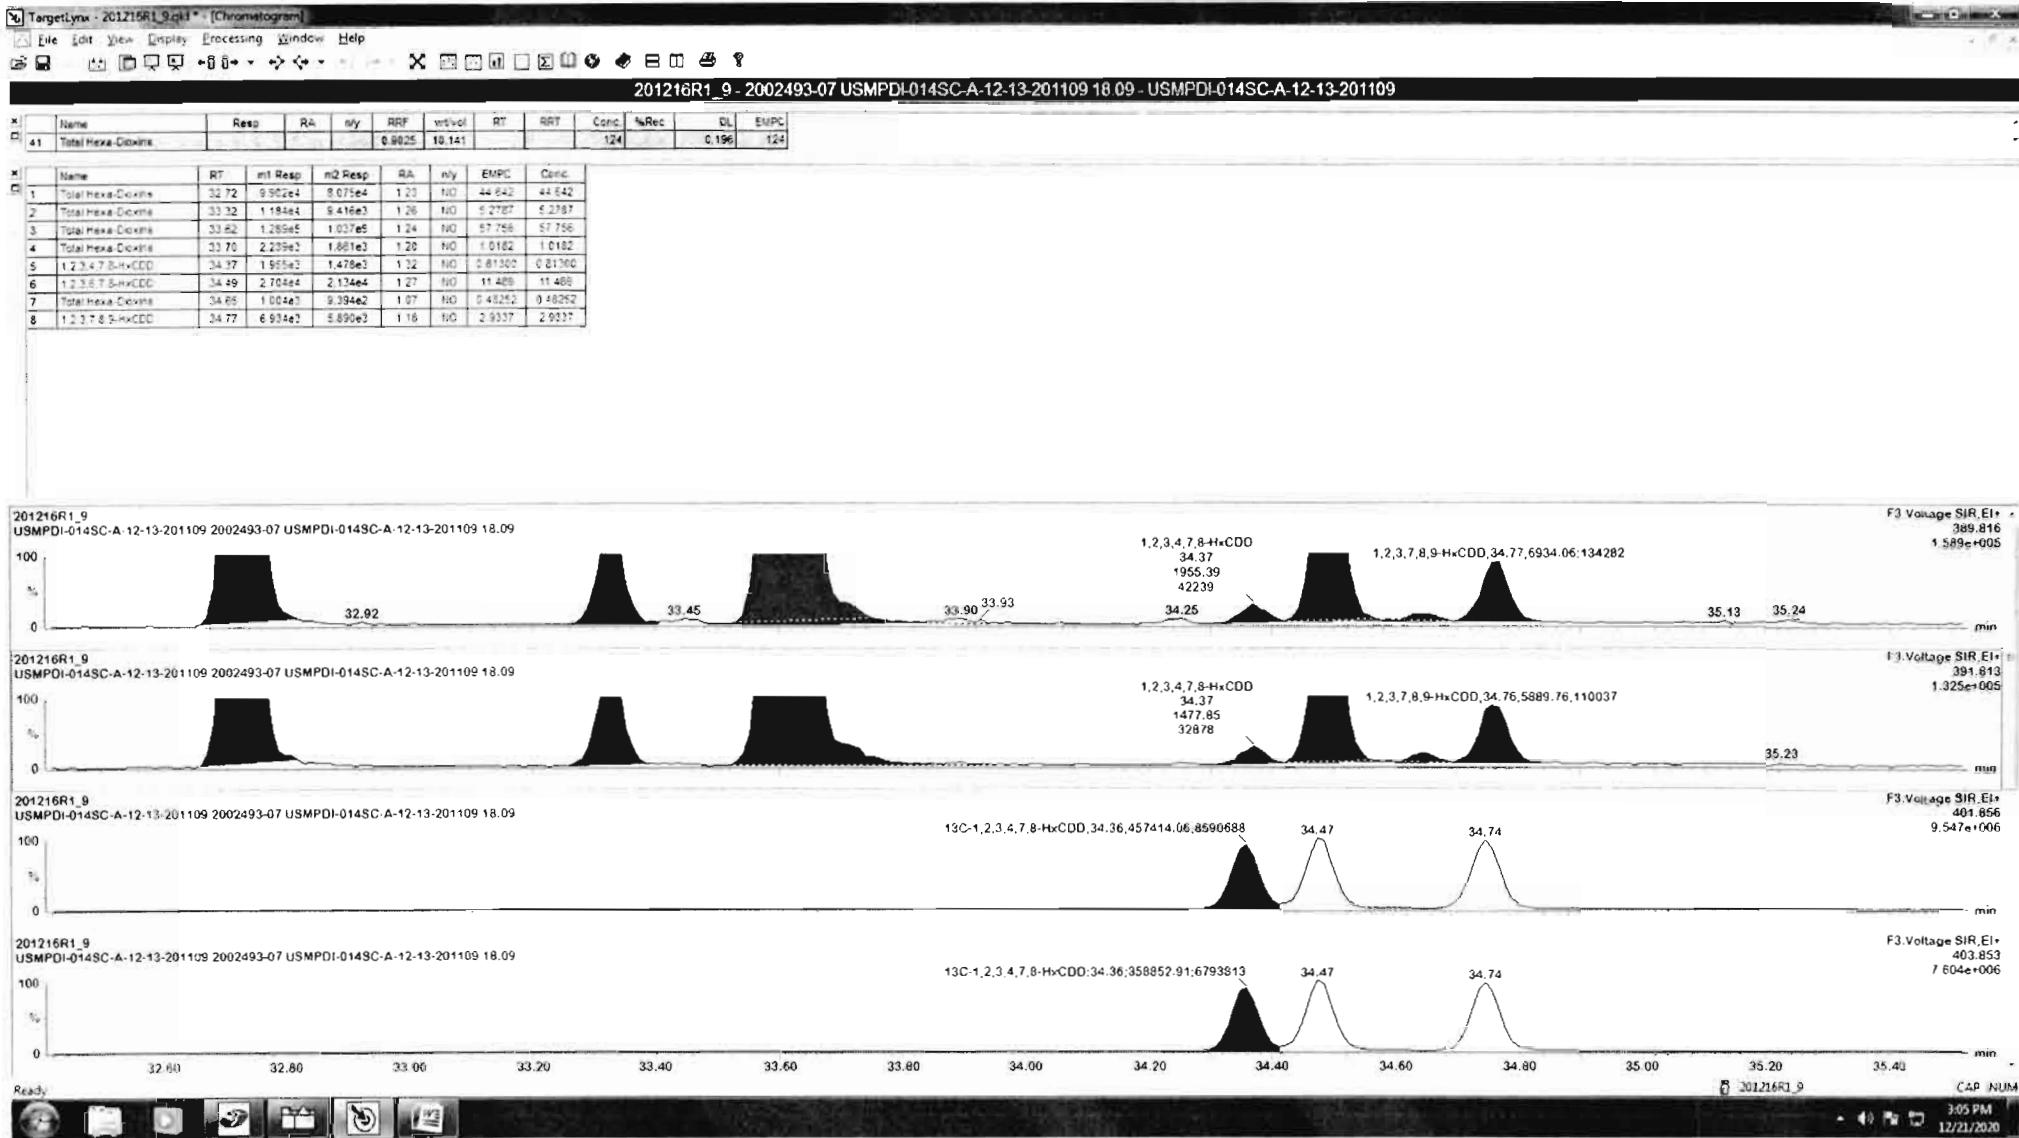 TargetLynx - 201216R1_9.qld * - [Chromatogram]
File Edit View Display Processing Window Help
201216R1_9 - 2002493-07 USMPDI-014SC-A-12-13-201109 18.09 - USMPDI-014SC-A-12-13-201109
Name Resp RA n/y RRF wt/vol RT RRT Conc. %Rec DL EMPC
41 Total Hexa-Dioxins 0.9025 10.141 124 0.196 124
Name RT m1 Resp m2 Resp RA n/y EMPC Conc.
1 Total Hexa-Dioxins 32.72 9.902e4 8.075e4 1.23 NO 44.642 44.642
2 Total Hexa-Dioxins 33.32 1.184e4 9.416e3 1.26 NO 5.2787 5.2787
3 Total Hexa-Dioxins 33.62 1.289e5 1.037e5 1.24 NO 57.756 57.756
4 Total Hexa-Dioxins 33.70 2.239e3 1.861e3 1.20 NO 1.0182 1.0182
5 1,2,3,4,7,8-HxCDD 34.37 1.955e3 1.478e3 1.32 NO 0.81300 0.81300
6 1,2,3,6,7,8-HxCDD 34.49 2.704e4 2.134e4 1.27 NO 11.486 11.486
7 Total Hexa-Dioxins 34.65 1.004e3 9.394e2 1.07 NO 0.48252 0.48252
8 1,2,3,7,8,9-HxCDD 34.77 6.934e3 5.890e3 1.18 NO 2.9337 2.9337
201216R1_9
USMPDI-014SC-A-12-13-201109 2002493-07 USMPDI-014SC-A-12-13-201109 18.09
F3:Voltage SIR,EI+
389.816
1.589e+005
100
%
0
32.92
33.45
33.90
33.93
34.25
1,2,3,4,7,8-HxCDD
34.37
1955.39
42239
1,2,3,7,8,9-HxCDD,34.77,6934.06;134282
35.13
35.24
min
201216R1_9
USMPDI-014SC-A-12-13-201109 2002493-07 USMPDI-014SC-A-12-13-201109 18.09
F3:Voltage SIR,EI+
391.813
1.325e+005
100
%
0
1,2,3,4,7,8-HxCDD
34.37
1477.85
32878
1,2,3,7,8,9-HxCDD,34.76,5889.76,110037
35.23
min
201216R1_9
USMPDI-014SC-A-12-13-201109 2002493-07 USMPDI-014SC-A-12-13-201109 18.09
F3:Voltage SIR,EI+
401.856
9.547e+006
100
%
0
13C-1,2,3,4,7,8-HxCDD,34.36,457414.06,8590688
34.47
34.74
min
201216R1_9
USMPDI-014SC-A-12-13-201109 2002493-07 USMPDI-014SC-A-12-13-201109 18.09
F3:Voltage SIR,EI+
403.853
7.604e+006
100
%
0
13C-1,2,3,4,7,8-HxCDD;34.36;358852.91;6793813
34.47
34.74
min
32.60 32.80 33.00 33.20 33.40 33.60 33.80 34.00 34.20 34.40 34.60 34.80 35.00 35.20 35.40
Ready
201216R1_9
CAP NUM
3:05 PM
12/21/2020